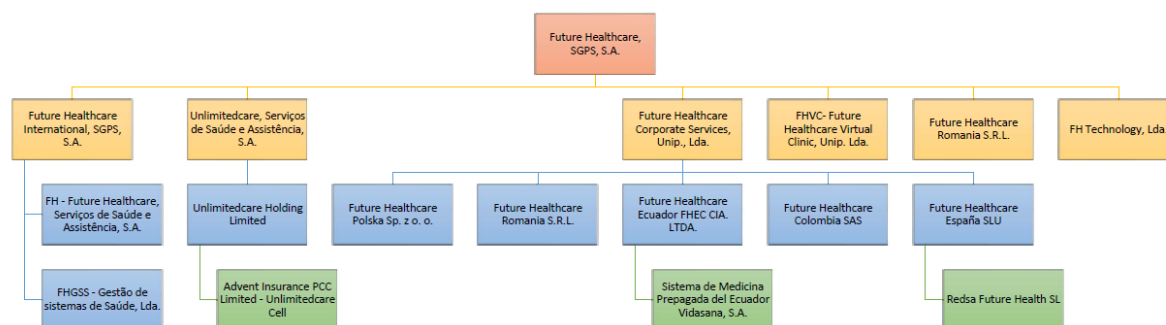 Future Healthcare,
SGPS, S.A.
Future Healthcare
International, SGPS,
S.A.
Unlimitedcare, Serviços
de Saúde e Assistência,
S.A.
Future Healthcare
Corporate Services,
Unip., Lda.
FHVC- Future
Healthcare Virtual
Clinic, Unip. Lda.
Future Healthcare
Romania S.R.L.
FH Technology, Lda.
FH - Future Healthcare,
Serviços de Saúde e
Assistência, S.A.
Unlimitedcare Holding
Limited
Future Healthcare
Polska Sp. z o. o.
Future Healthcare
Romania S.R.L.
Future Healthcare
Ecuador FHEC CIA.
LTDA.
Future Healthcare
Colombia SAS
Future Healthcare
España SLU
FHGSS - Gestão de
sistemas de Saúde, Lda.
Advent Insurance PCC
Limited - Unlimitedcare
Cell
Sistema de Medicina
Prepagada del Ecuador
Vidasana, S.A.
Redsa Future Health SL